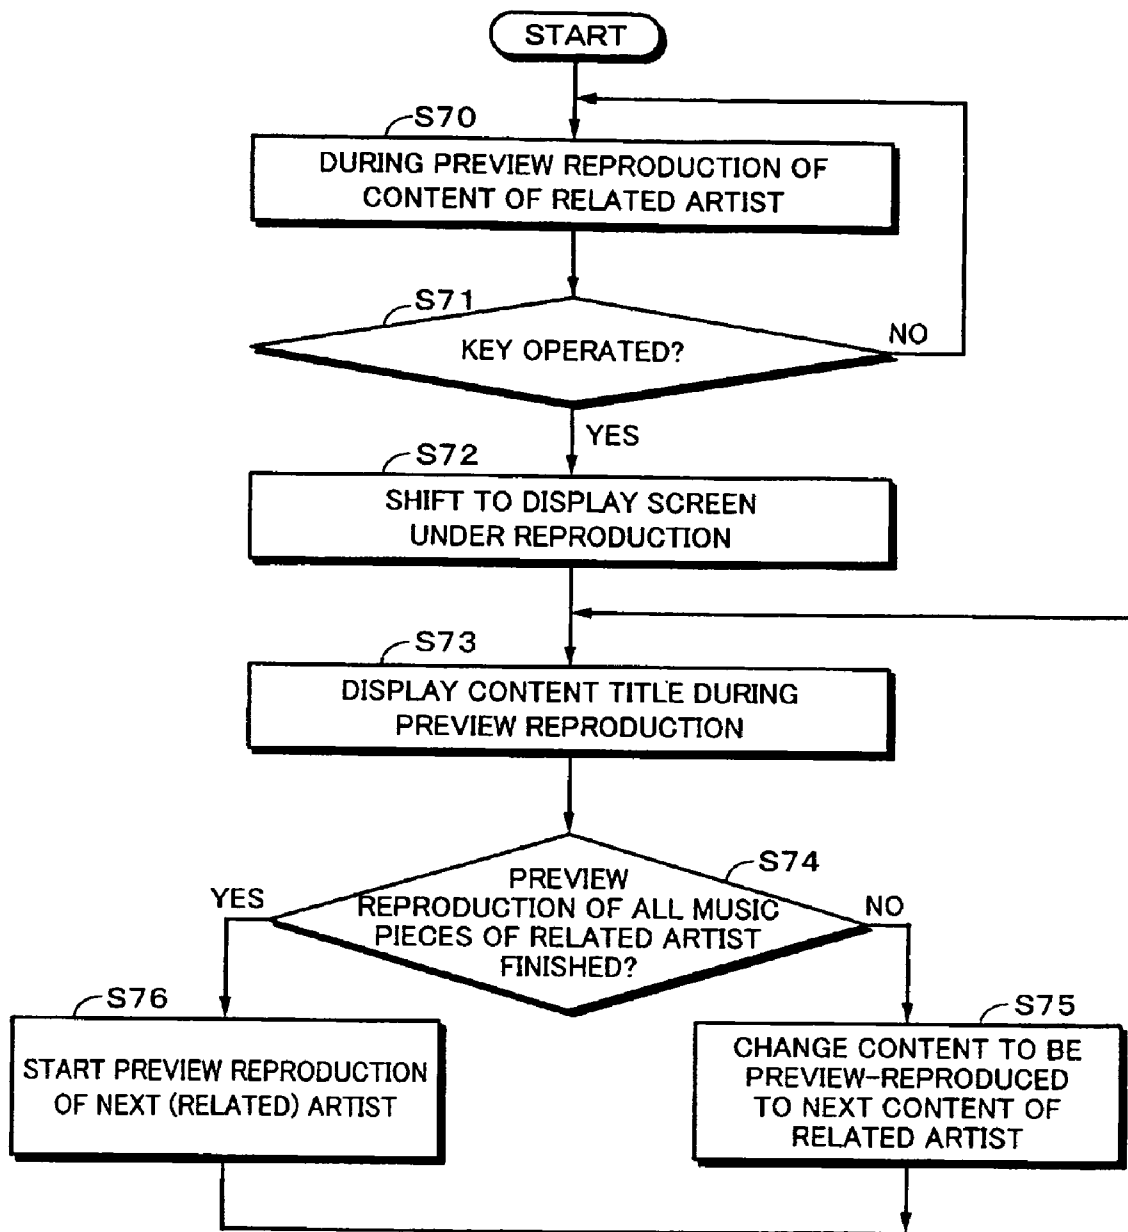 START
S70
DURING PREVIEW REPRODUCTION OF
CONTENT OF RELATED ARTIST
S71
KEY OPERATED?
NO
YES
S72
SHIFT TO DISPLAY SCREEN
UNDER REPRODUCTION
S73
DISPLAY CONTENT TITLE DURING
PREVIEW REPRODUCTION
S74
PREVIEW
REPRODUCTION OF ALL MUSIC
PIECES OF RELATED ARTIST
FINISHED?
YES
NO
S76
START PREVIEW REPRODUCTION
OF NEXT (RELATED) ARTIST
S75
CHANGE CONTENT TO BE
PREVIEW-REPRODUCED
TO NEXT CONTENT OF
RELATED ARTIST